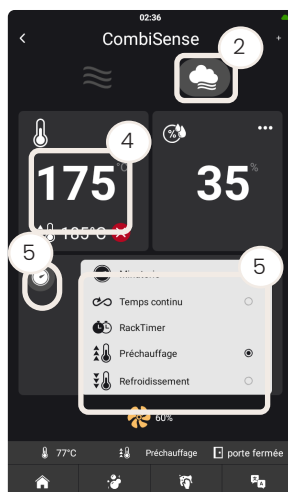 02:36
CombiSense
+
2
4
175 °C
35 %
5
5
Minuterie
Temps continu
RackTimer
Préchauffage
Refroidissement
60%
77°C
Préchauffage
porte fermée